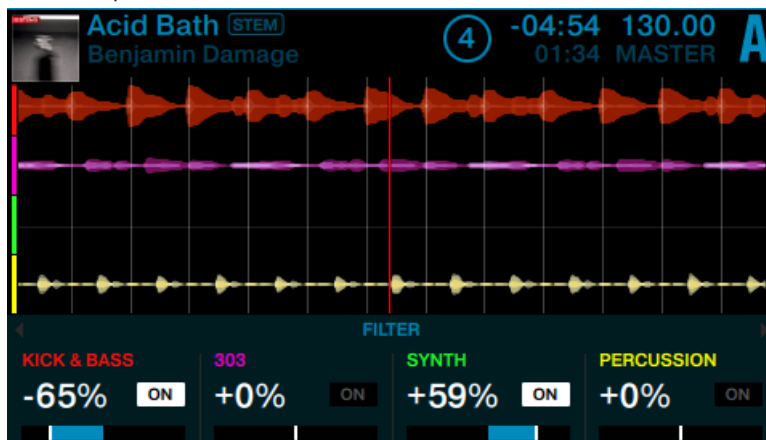 Acid Bath STEM
Benjamin Damage
4
-04:54 130.00
01:34 MASTER
A
FILTER
KICK & BASS 303 SYNTH PERCUSSION
-65% ON +0% ON +59% ON +0% ON